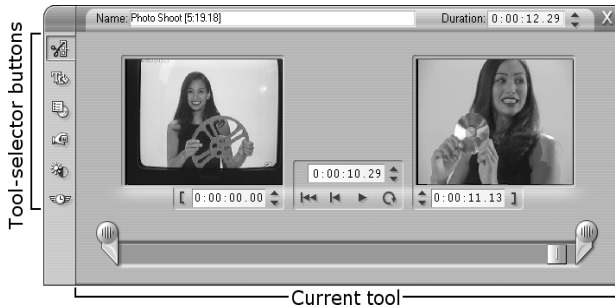 Name: Photo Shoot [5:19.18]
Duration: 0:00:12.29
X
Tool-selector buttons
0:00:10.29
[ 0:00:00.00
0:00:11.13 ]
Current tool